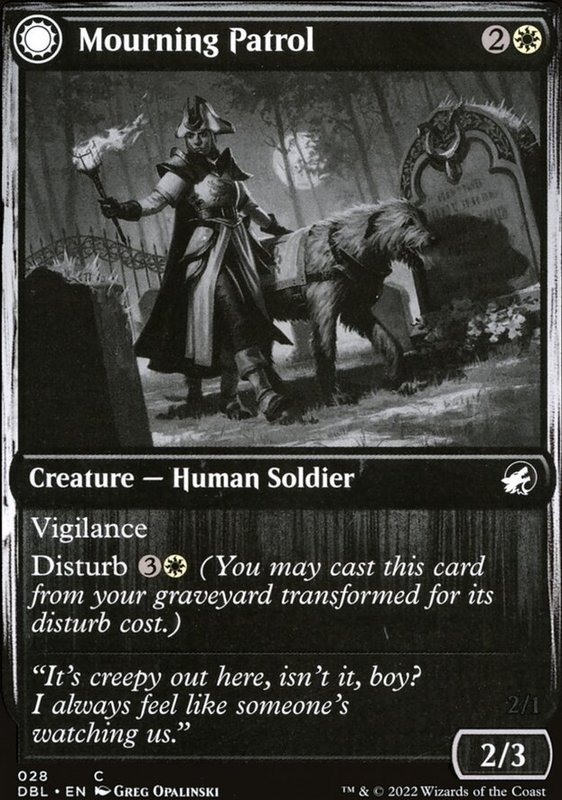 Mourning Patrol
2
Creature — Human Soldier
Vigilance
Disturb 3 (You may cast this card
from your graveyard transformed for its
disturb cost.)
“It’s creepy out here, isn’t it, boy?
I always feel like someone’s
watching us.”
2/1
2/3
028 C
DBL • EN Greg Opalinski
™ & © 2022 Wizards of the Coast